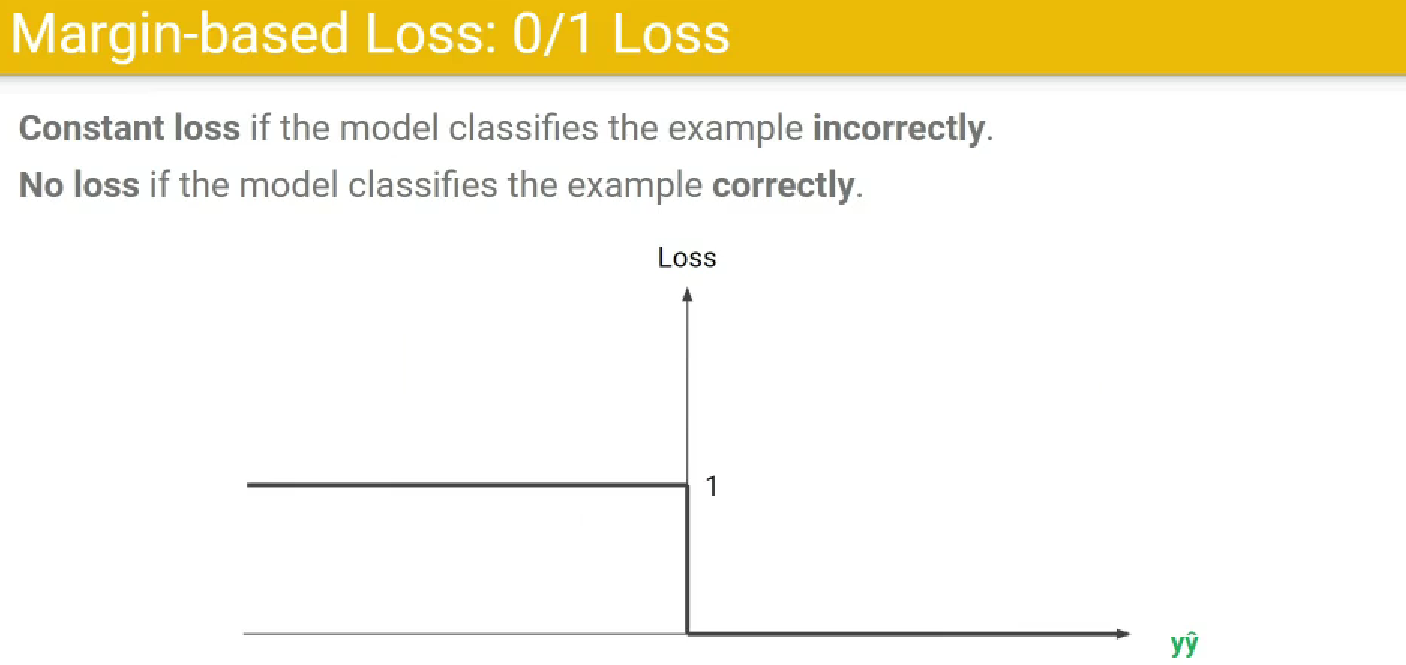 Margin-based Loss: 0/1 Loss
Constant loss if the model classifies the example incorrectly.
No loss if the model classifies the example correctly.
Loss
1
yŷ